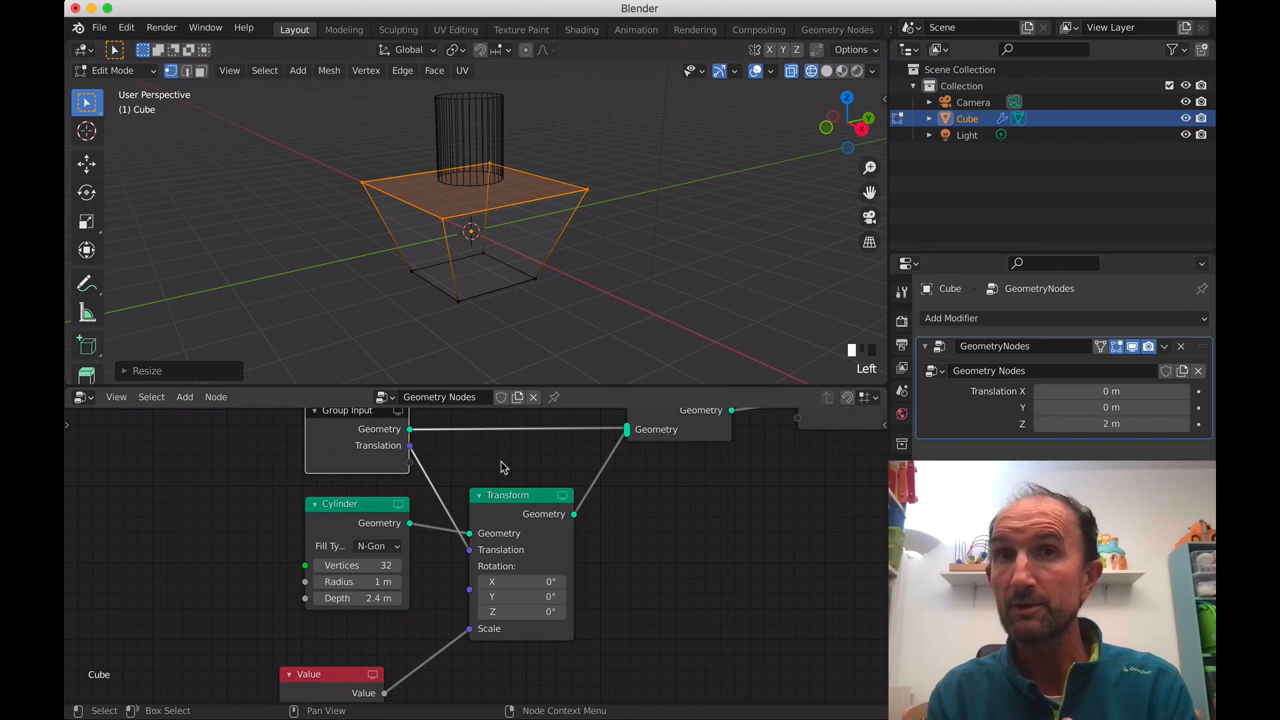 Blender
File Edit Render Window Help
Layout Modeling Sculpting UV Editing Texture Paint Shading Animation Rendering Compositing Geometry Nodes
Scene
View Layer
Global
Options
Edit Mode View Select Add Mesh Vertex Edge Face UV
X Y Z
User Perspective
(1) Cube
Z
Y
X
Resize
Left
Scene Collection
Collection
Camera
Cube
Light
Cube GeometryNodes
Add Modifier
GeometryNodes
Geometry Nodes
Translation X 0 m
Y 0 m
Z 2 m
View Select Add Node
Geometry Nodes
Group Input
Geometry
Translation
Geometry
Geometry
Cylinder
Geometry
Fill Ty... N-Gon
Vertices 32
Radius 1 m
Depth 2.4 m
Transform
Geometry
Geometry
Translation
Rotation:
X 0°
Y 0°
Z 0°
Scale
Value
Value
Cube
Select Box Select Pan View Node Context Menu